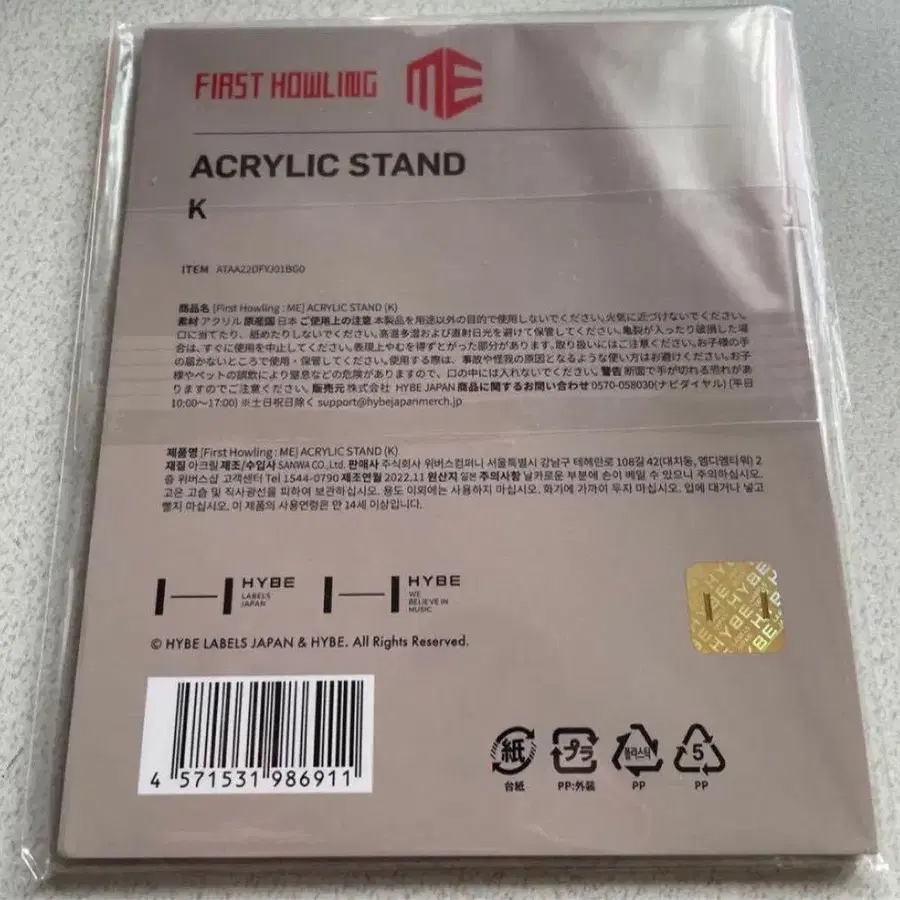 FIRST HOWLING ME
ACRYLIC STAND
K
ITEM ATAA22DFYJ01BG0
商品名 [First Howling : ME] ACRYLIC STAND (K)
素材 アクリル 原産国 日本 ご使用上の注意 本製品を用途以外の目的で使用しないでください。火気に近づけないでください。
口に当てたり、舐めたりしないでください。高温多湿および直射日光を避けて保管してください。亀裂が入ったり破損した場
合は、すぐに使用を中止してください。表現上やむを得ずとがった部分があります。取り扱いにはご注意ください。お子様の手
の届かないところで使用・保管してください。使用する際は、事故や怪我の原因となるような使い方はお避けください。お子
様やペットの誤飲により窒息などの危険がありますので、口の中には入れないでください。警告 断面で手が切れる恐れがあ
りますのでご注意ください。販売元 株式会社 HYBE JAPAN 商品に関するお問い合わせ 0570-058030(ナビダイヤル) (平日
10:00〜17:00) ※土日祝日除く support@hybejapanmerch.jp
제품명 [First Howling : ME] ACRYLIC STAND (K)
재질 아크릴 제조/수입사 SANWA CO., Ltd. 판매사 주식회사 위버스컴퍼니 서울특별시 강남구 테헤란로 108길 42(대치동, 엠디엠타워) 2
층 위버스샵 고객센터 Tel 1544-0790 제조연월 2022.11 원산지 일본 주의사항 날카로운 부분에 손이 베일 수 있으니 주의하십시오.
고온 고습 및 직사광선을 피하여 보관하십시오. 용도 이외에는 사용하지 마십시오. 화기에 가까이 두지 마십시오. 입에 대거나 넣고
빨지 마십시오. 이 제품의 사용연령은 만 14세 이상입니다.
HYBE LABELS JAPAN
HYBE WE BELIEVE IN MUSIC
© HYBE LABELS JAPAN & HYBE. All Rights Reserved.
HYBE
4 571531 986911
紙 プラ 플라스틱 5
台紙 PP:外装 PP PP